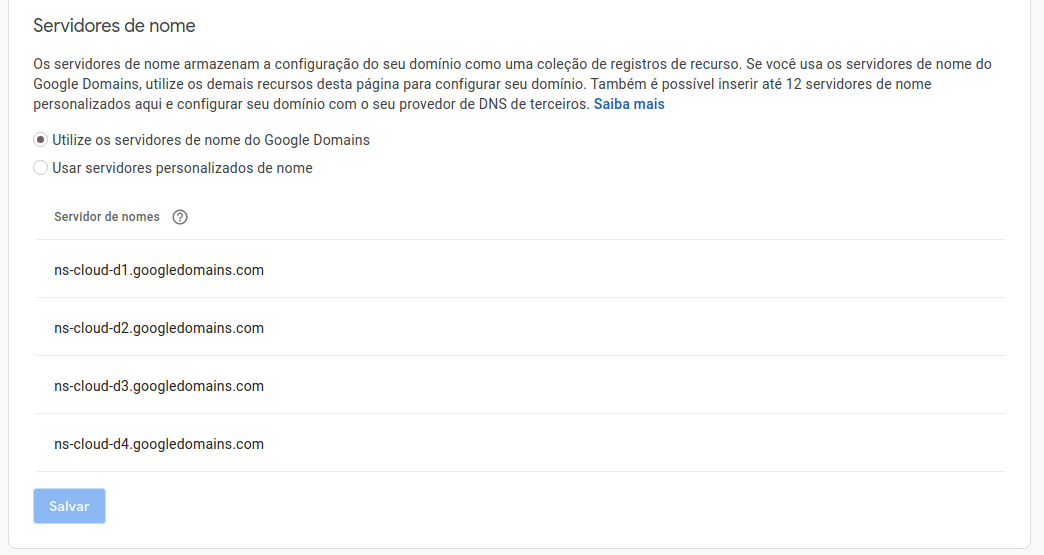 Servidores de nome
Os servidores de nome armazenam a configuração do seu domínio como uma coleção de registros de recurso. Se você usa os servidores de nome do
Google Domains, utilize os demais recursos desta página para configurar seu domínio. Também é possível inserir até 12 servidores de nome
personalizados aqui e configurar seu domínio com o seu provedor de DNS de terceiros. Saiba mais
Utilize os servidores de nome do Google Domains
Usar servidores personalizados de nome
Servidor de nomes ?
ns-cloud-d1.googledomains.com
ns-cloud-d2.googledomains.com
ns-cloud-d3.googledomains.com
ns-cloud-d4.googledomains.com
Salvar